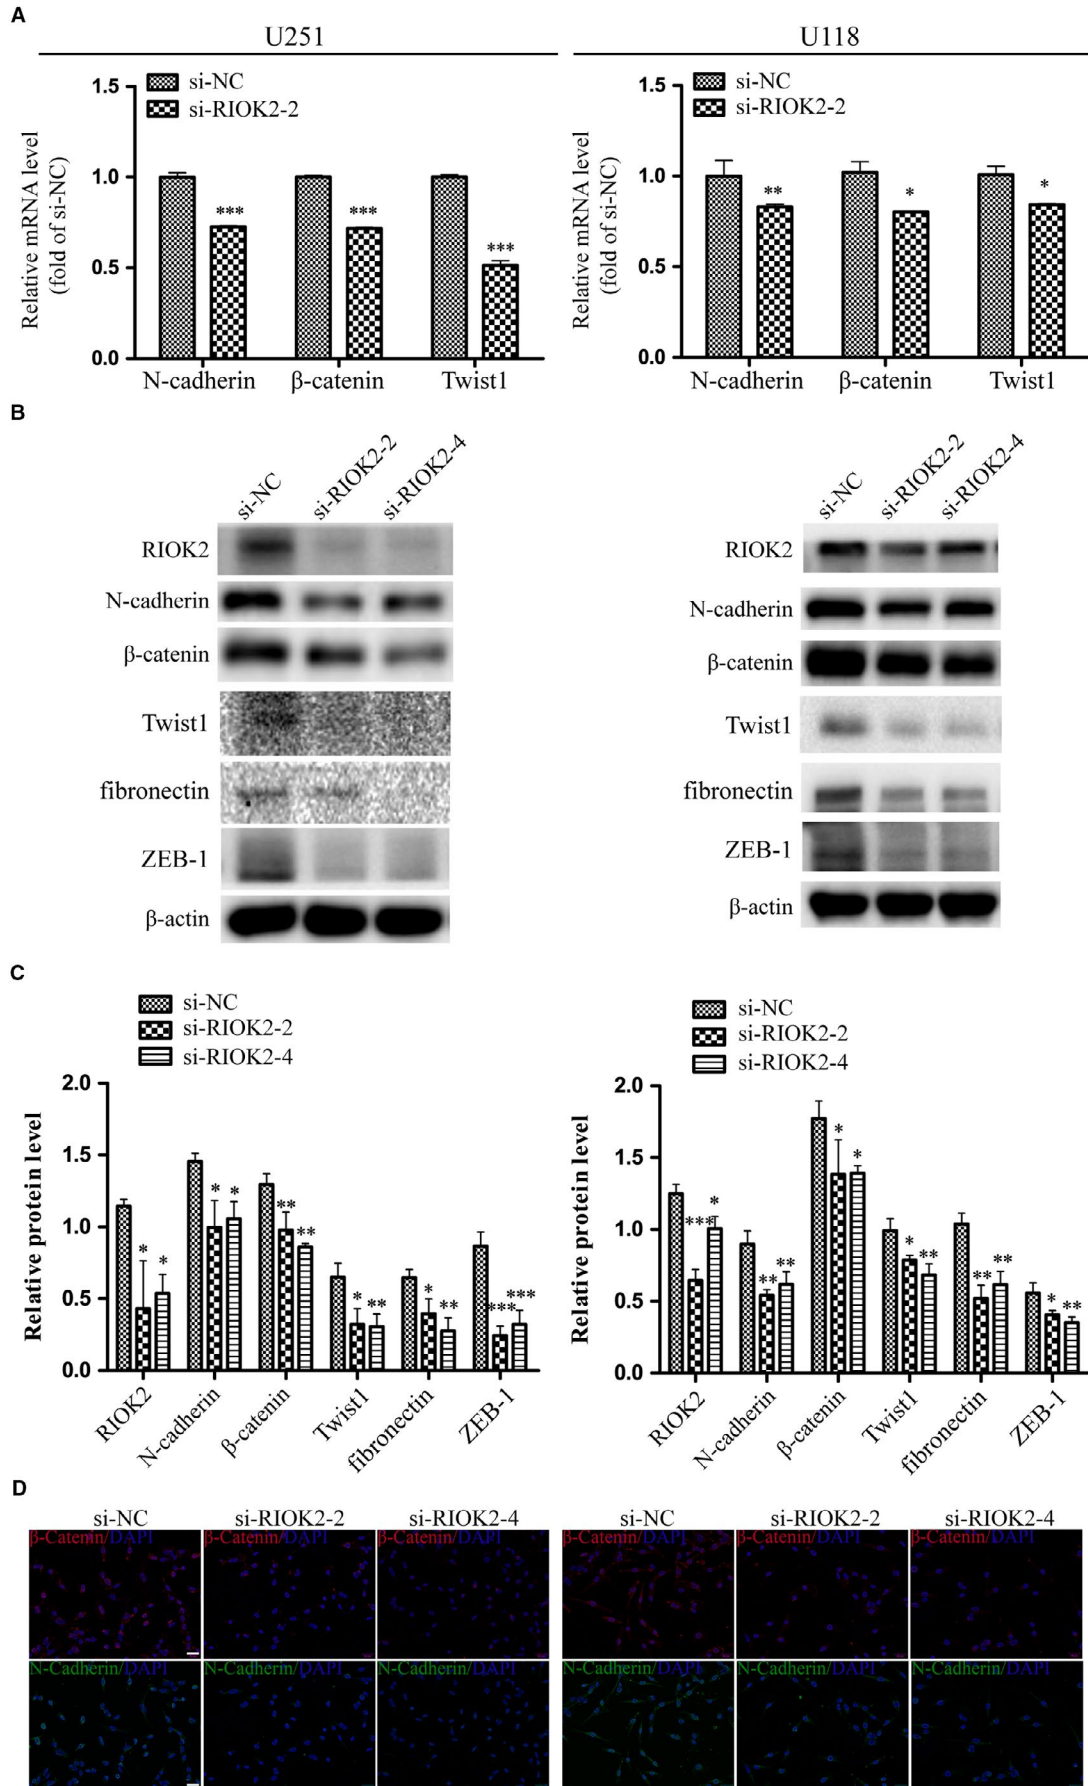 A
U251
U118
si-NC
si-RIOK2-2
Relative mRNA level
(fold of si-NC)
1.5
1.0
0.5
0.0
***
***
***
N-cadherin
β-catenin
Twist1
si-NC
si-RIOK2-2
Relative mRNA level
(fold of si-NC)
1.5
1.0
0.5
0.0
**
*
*
N-cadherin
β-catenin
Twist1
B
si-NC
si-RIOK2-2
si-RIOK2-4
RIOK2
N-cadherin
β-catenin
Twist1
fibronectin
ZEB-1
β-actin
si-NC
si-RIOK2-2
si-RIOK2-4
RIOK2
N-cadherin
β-catenin
Twist1
fibronectin
ZEB-1
β-actin
C
si-NC
si-RIOK2-2
si-RIOK2-4
Relative protein level
2.0
1.5
1.0
0.5
0.0
* *
* *
** **
* **
* **
*** ***
RIOK2
N-cadherin
β-catenin
Twist1
fibronectin
ZEB-1
si-NC
si-RIOK2-2
si-RIOK2-4
Relative protein level
2.0
1.5
1.0
0.5
0.0
*** *
** **
* *
* **
** **
* **
RIOK2
N-cadherin
β-catenin
Twist1
fibronectin
ZEB-1
D
si-NC
si-RIOK2-2
si-RIOK2-4
si-NC
si-RIOK2-2
si-RIOK2-4
β-Catenin/DAPI
β-Catenin/DAPI
β-Catenin/DAPI
β-Catenin/DAPI
β-Catenin/DAPI
β-Catenin/DAPI
N-Cadherin/DAPI
N-Cadherin/DAPI
N-Cadherin/DAPI
N-Cadherin/DAPI
N-Cadherin/DAPI
N-Cadherin/DAPI